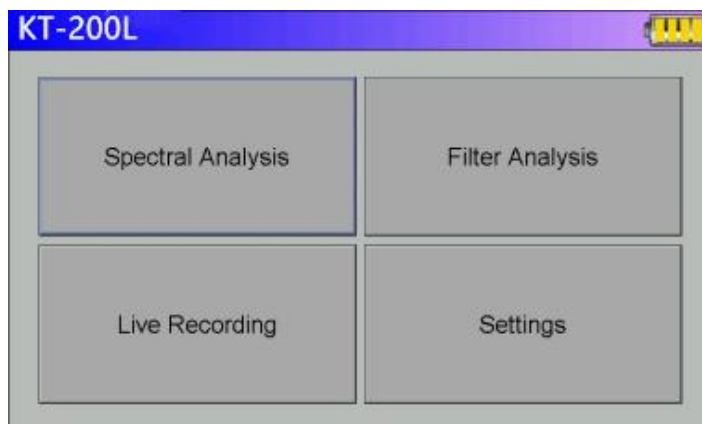 KT-200L
Spectral Analysis
Filter Analysis
Live Recording
Settings